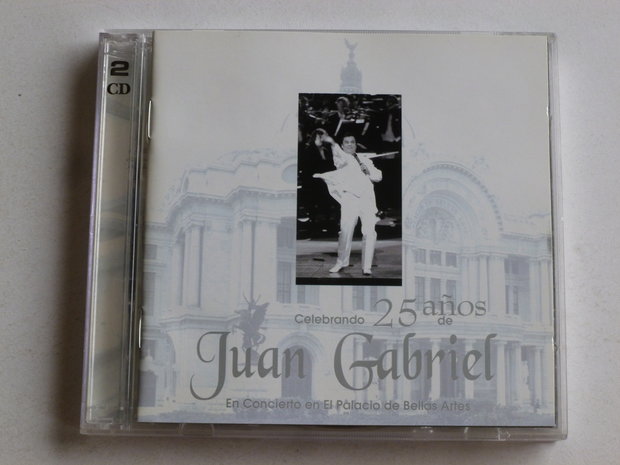 2
CD
Celebrando 25 años de
Juan Gabriel
En Concierto en El Palacio de Bellas Artes